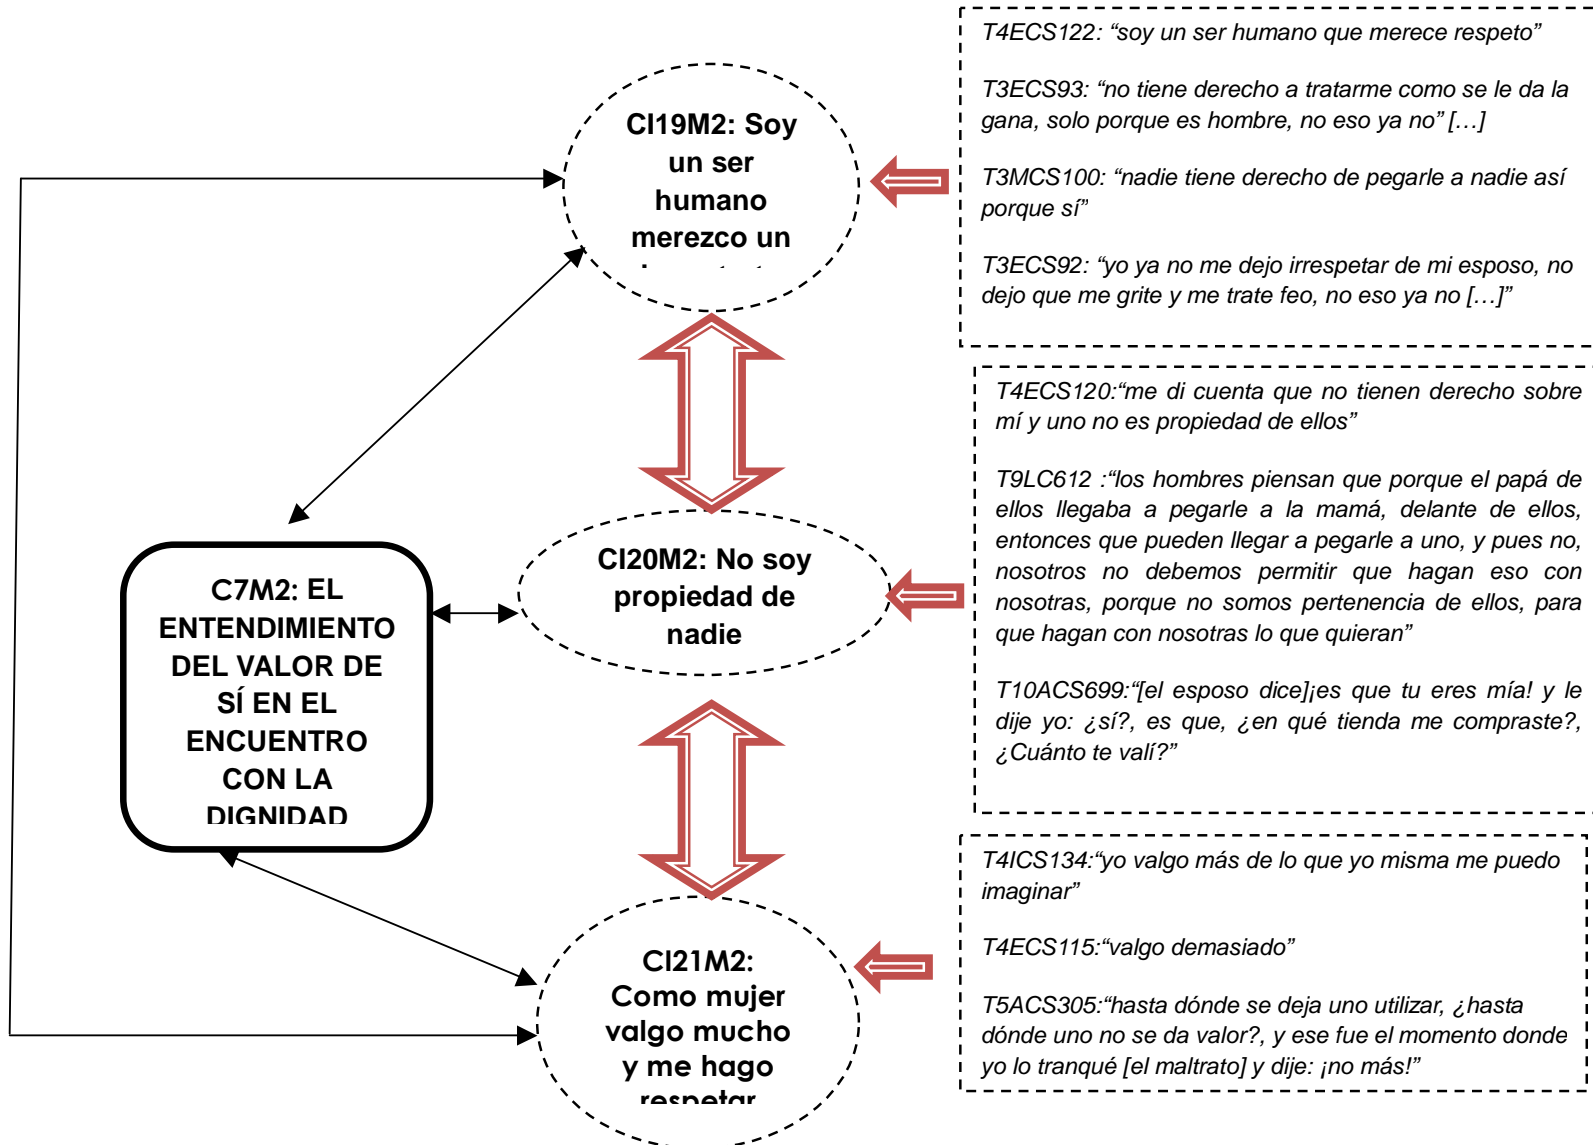 T4ECS122: “soy un ser humano que merece respeto”
T3ECS93: “no tiene derecho a tratarme como se le da la
gana, solo porque es hombre, no eso ya no” […]
T3MCS100: “nadie tiene derecho de pegarle a nadie así
porque sí”
T3ECS92: “yo ya no me dejo irrespetar de mi esposo, no
dejo que me grite y me trate feo, no eso ya no […]”
CI19M2: Soy
un ser
humano
merezco un
T4ECS120:“me di cuenta que no tienen derecho sobre
mí y uno no es propiedad de ellos”
T9LC612 :“los hombres piensan que porque el papá de
ellos llegaba a pegarle a la mamá, delante de ellos,
entonces que pueden llegar a pegarle a uno, y pues no,
nosotros no debemos permitir que hagan eso con
nosotras, porque no somos pertenencia de ellos, para
que hagan con nosotras lo que quieran”
T10ACS699:“[el esposo dice]¡es que tu eres mía! y le
dije yo: ¿sí?, es que, ¿en qué tienda me compraste?,
¿Cuánto te valí?”
CI20M2: No soy
propiedad de
nadie
C7M2: EL
ENTENDIMIENTO
DEL VALOR DE
SÍ EN EL
ENCUENTRO
CON LA
DIGNIDAD
T4ICS134:“yo valgo más de lo que yo misma me puedo
imaginar”
T4ECS115:“valgo demasiado”
T5ACS305:“hasta dónde se deja uno utilizar, ¿hasta
dónde uno no se da valor?, y ese fue el momento donde
yo lo tranqué [el maltrato] y dije: ¡no más!”
CI21M2:
Como mujer
valgo mucho
y me hago
respetar